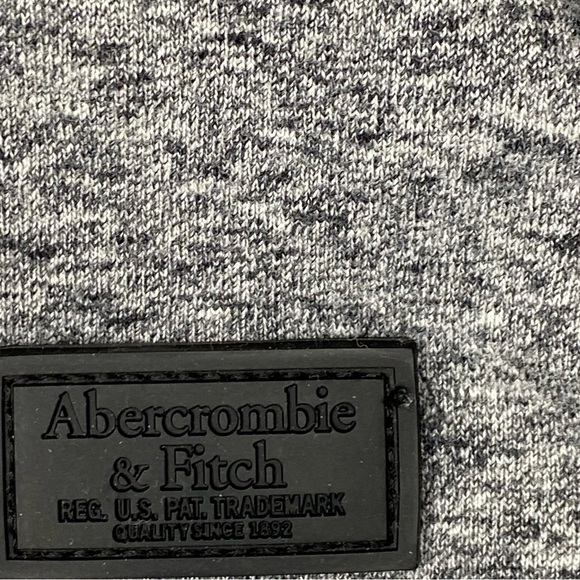 Abercrombie
& Fitch
REG. U.S. PAT. TRADEMARK
QUALITY SINCE 1892